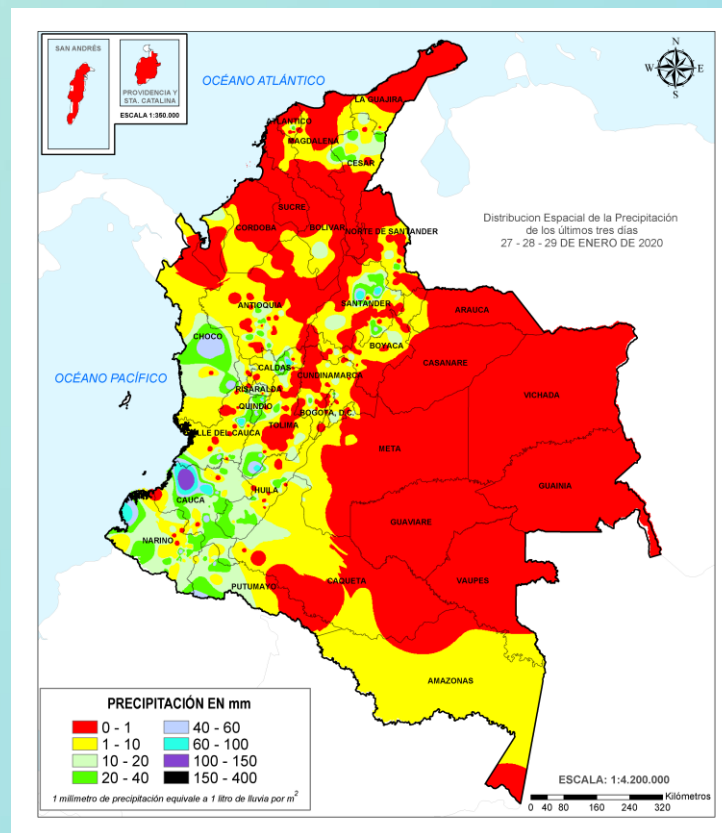 SAN ANDRÉS
PROVIDENCIA Y
STA. CATALINA
ESCALA 1:350.000
OCÉANO ATLÁNTICO
N
W E
S
LA GUAJIRA
ATLANTICO
MAGDALENA
CESAR
SUCRE
CORDOBA
BOLIVAR
NORTE DE SANTANDER
Distribucion Espacial de la Precipitación
de los últimos tres días
27 - 28 - 29 DE ENERO DE 2020
ANTIOQUIA
SANTANDER
ARAUCA
CHOCO
BOYACA
OCÉANO PACÍFICO
CALDAS
CUNDINAMARCA
CASANARE
RISARALDA
VICHADA
QUINDIO
BOGOTA, D.C.
VALLE DEL CAUCA
TOLIMA
META
CAUCA
HUILA
GUAINIA
GUAVIARE
NARINO
PUTUMAYO
CAQUETA
VAUPES
AMAZONAS
PRECIPITACIÓN EN mm
0 - 1 40 - 60
1 - 10 60 - 100
10 - 20 100 - 150
20 - 40 150 - 400
1 milímetro de precipitación equivale a 1 litro de lluvia por m2
ESCALA: 1:4.200.000
Kilómetros
0 40 80 160 240 320